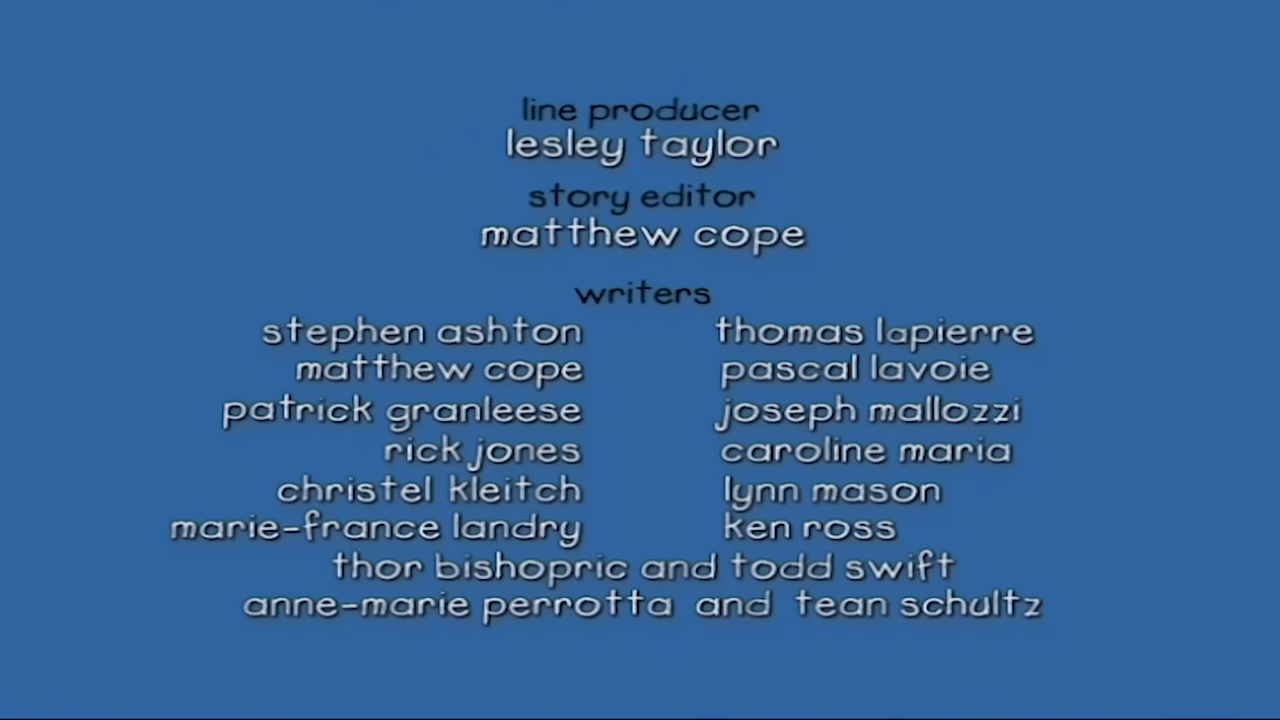 line producer
lesley taylor
story editor
matthew cope
writers
stephen ashton thomas lapierre
matthew cope pascal lavoie
patrick granleese joseph mallozzi
rick jones caroline maria
christel kleitch lynn mason
marie-france landry ken ross
thor bishopric and todd swift
anne-marie perrotta and tean schultz